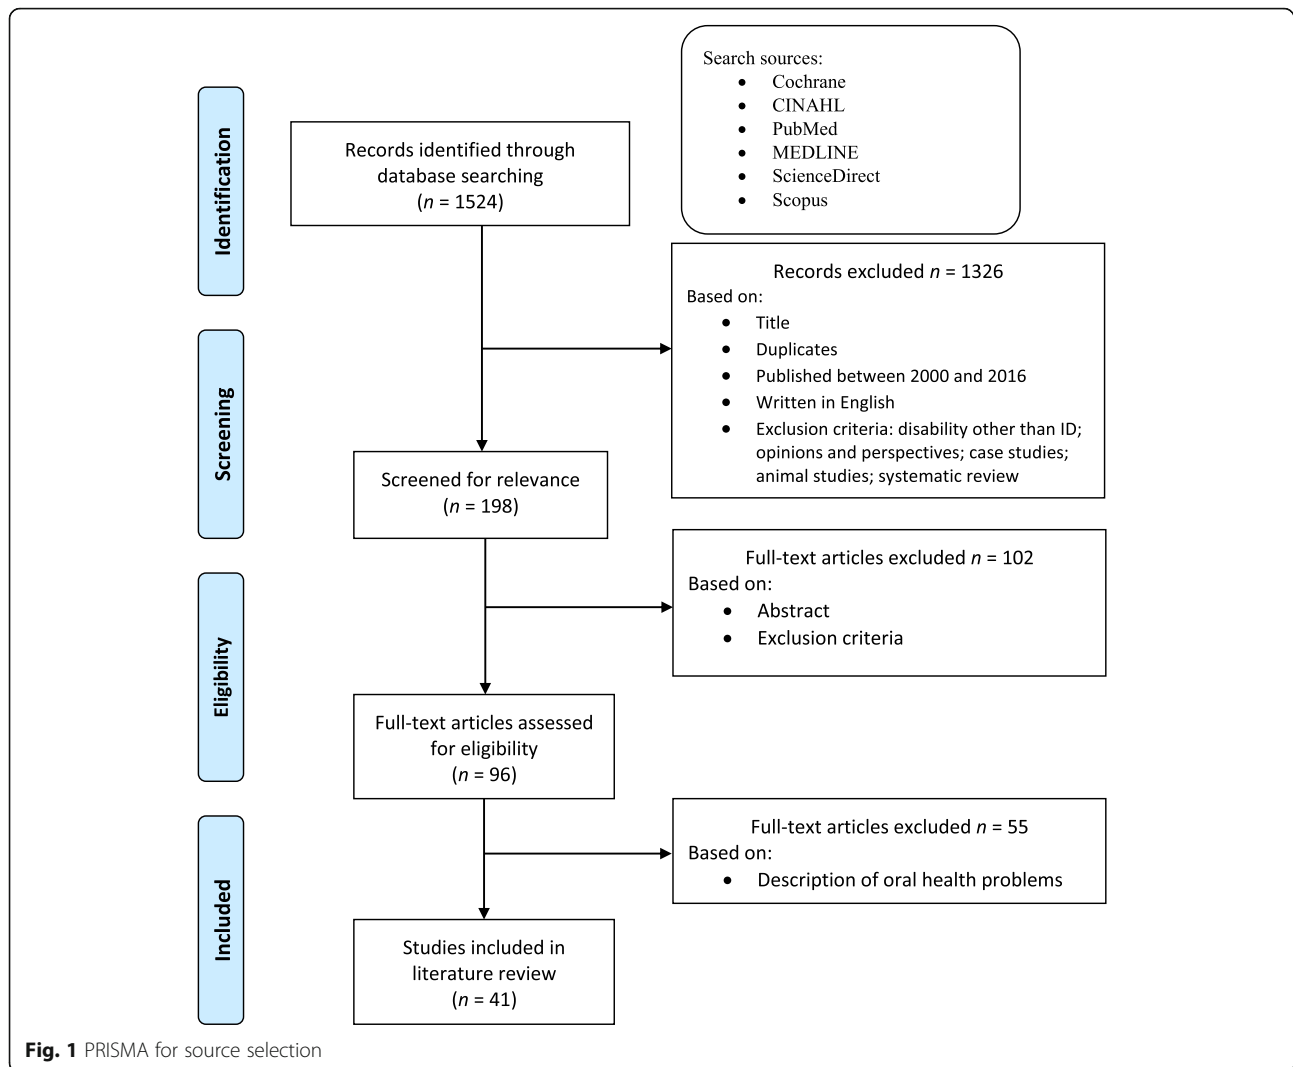 Search sources:
● Cochrane
● CINAHL
● PubMed
● MEDLINE
● ScienceDirect
● Scopus
Identification
Records identified through
database searching
(n = 1524)
Records excluded n = 1326
Based on:
● Title
● Duplicates
● Published between 2000 and 2016
● Written in English
● Exclusion criteria: disability other than ID;
opinions and perspectives; case studies;
animal studies; systematic review
Screening
Screened for relevance
(n = 198)
Full-text articles excluded n = 102
Based on:
● Abstract
● Exclusion criteria
Eligibility
Full-text articles assessed
for eligibility
(n = 96)
Full-text articles excluded n = 55
Based on:
● Description of oral health problems
Included
Studies included in
literature review
(n = 41)
Fig. 1 PRISMA for source selection